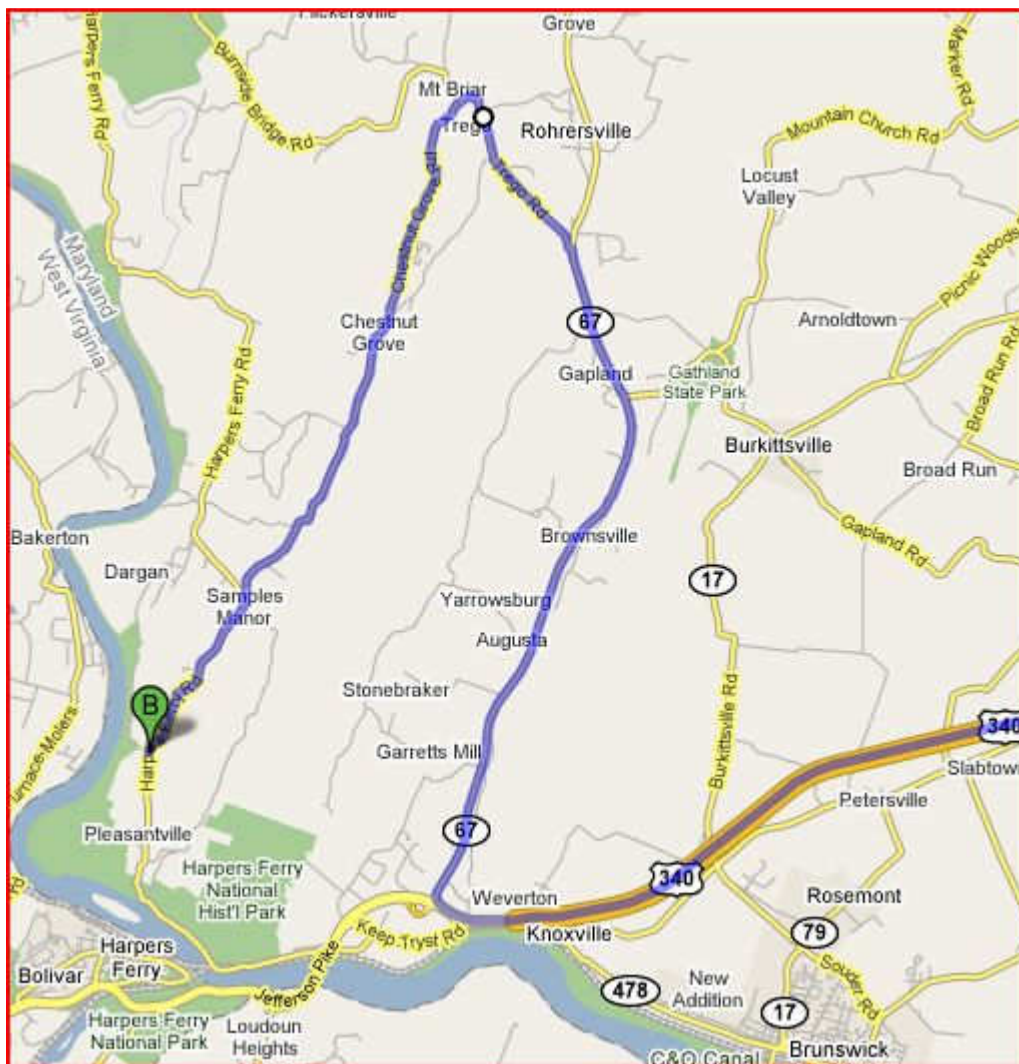 Grove
Burnside Bridge Rd
Harpers Ferry Rd
Marker Rd
Mt Briar
Trego
Rohrersville
Mountain Church Rd
Locust
Valley
Trego Rd
Maryland
West Virginia
Picnic Woods
Chestnut
Grove
67
Arnoldtown
Gapland
Gathland
State Park
Broad Run Rd
Harpers Ferry Rd
Burkittsville
Broad Run
Bakerton
Brownsville
Gapland Rd
Dargan
17
Samples
Manor
Yarrowsburg
Augusta
Stonebraker
B
Burkittsville Rd
Garretts Mill
340
Slabtown
Petersville
Pleasantville
67
Harpers Ferry
National
Hist'l Park
340
Weverton
Rosemont
Keep Tryst Rd
Knoxville
79
Harpers
Ferry
Bolivar
Jefferson Pike
Souder Rd
478
New
Addition
17
Harpers Ferry
National Park
Loudoun
Heights
Brunswick
C&O Canal